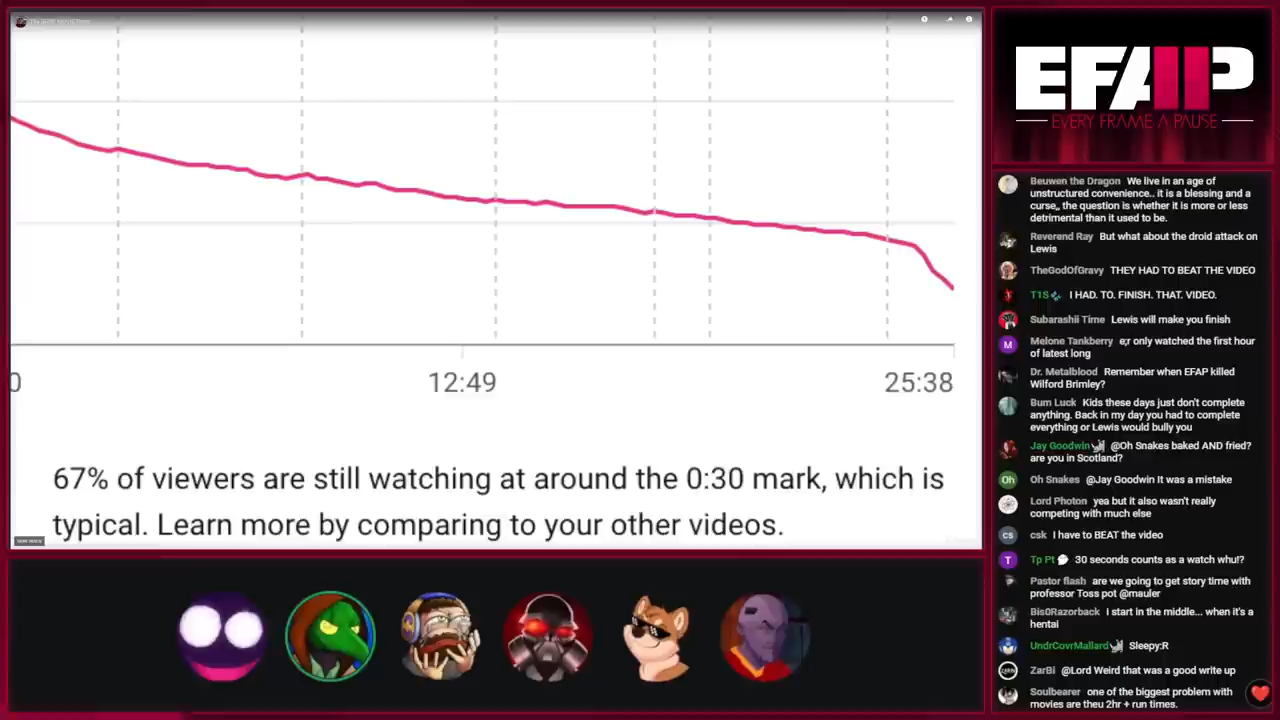 0
12:49
25:38
67% of viewers are still watching at around the 0:30 mark, which is
typical. Learn more by comparing to your other videos.
EFAP
EVERY FRAME A PAUSE
Beuwen the Dragon We live in an age of
unstructured convenience.. it is a blessing and a
curse,, the question is whether it is more or less
detrimental than it used to be.
Reverend Ray But what about the droid attack on
Lewis
TheGodOfGravy THEY HAD TO BEAT THE VIDEO
T1S I HAD. TO. FINISH. THAT. VIDEO.
Subarashii Time Lewis will make you finish
M
Melone Tankberry e;r only watched the first hour
of latest long
Dr. Metalblood Remember when EFAP killed
Wilford Brimley?
Bum Luck Kids these days just don't complete
anything. Back in my day you had to complete
everything or Lewis would bully you
Jay Goodwin @Oh Snakes baked AND fried?
are you in Scotland?
Oh
Oh Snakes @Jay Goodwin It was a mistake
Lord Photon yea but it also wasn't really
competing with much else
cs
csk I have to BEAT the video
T
Tp Pt 30 seconds counts as a watch whu!?
Pastor flash are we going to get story time with
professor Toss pot @mauler
Bis0Razorback I start in the middle... when it's a
hentai
UndrCovrMallard Sleepy:R
ZarBi @Lord Weird that was a good write up
Soulbearer one of the biggest problem with
movies are theu 2hr + run times.